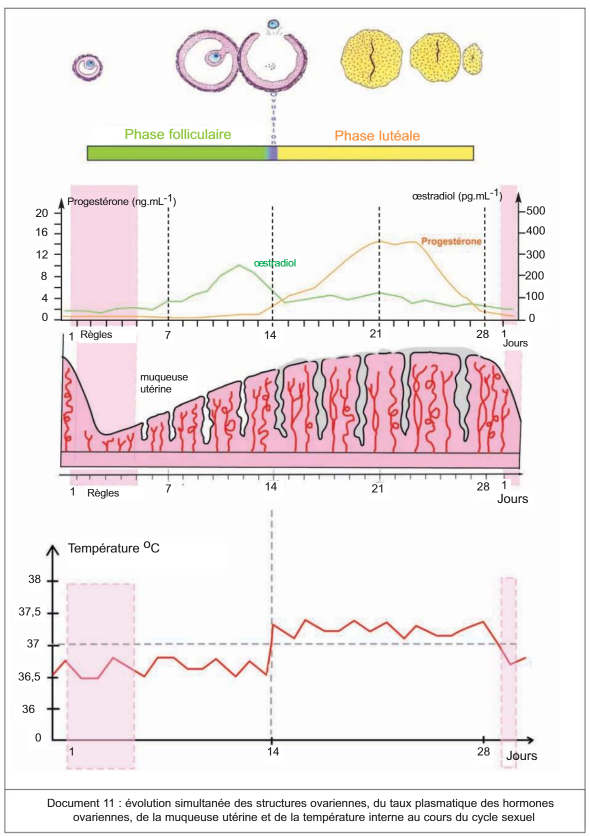 Phase folliculaire
Phase lutéale
Progestérone (ng.mL-1)
œstradiol (pg.mL-1)
20
16
12
8
4
0
500
400
300
200
100
0
Progestérone
œstradiol
1 Règles 7 14 21 28 1
Jours
muqueuse
utérine
1 Règles 7 14 21 28 1
Jours
Température °C
38
37,5
37
36,5
36
0
1 14 28 Jours
Document 11 : évolution simultanée des structures ovariennes, du taux plasmatique des hormones
ovariennes, de la muqueuse utérine et de la température interne au cours du cycle sexuel